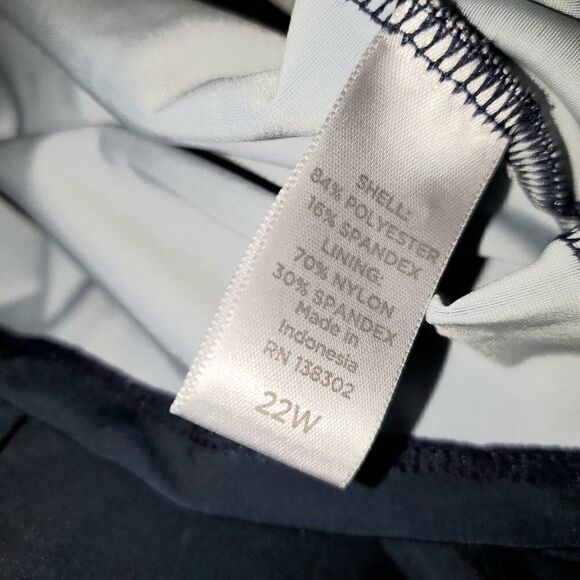 SHELL:
84% POLYESTER
16% SPANDEX
LINING:
70% NYLON
30% SPANDEX
Made in
Indonesia
RN 138302
22W